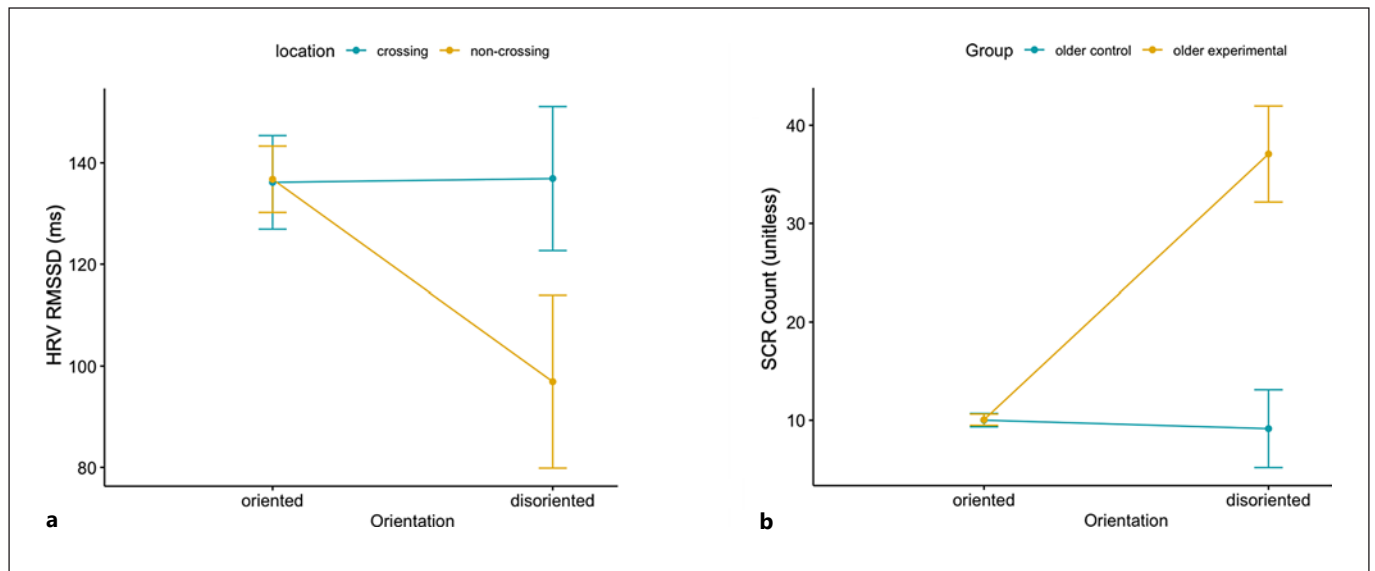 location crossing non-crossing
HRV RMSSD (ms)
140
120
100
80
oriented disoriented
Orientation
a
Group older control older experimental
SCR Count (unitless)
40
30
20
10
oriented disoriented
Orientation
b